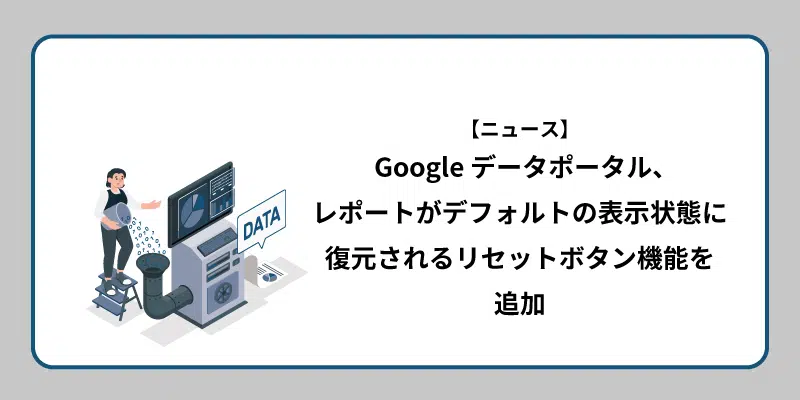 【ニュース】
Google データポータル、
レポートがデフォルトの表示状態に
復元されるリセットボタン機能を
追加
DATA